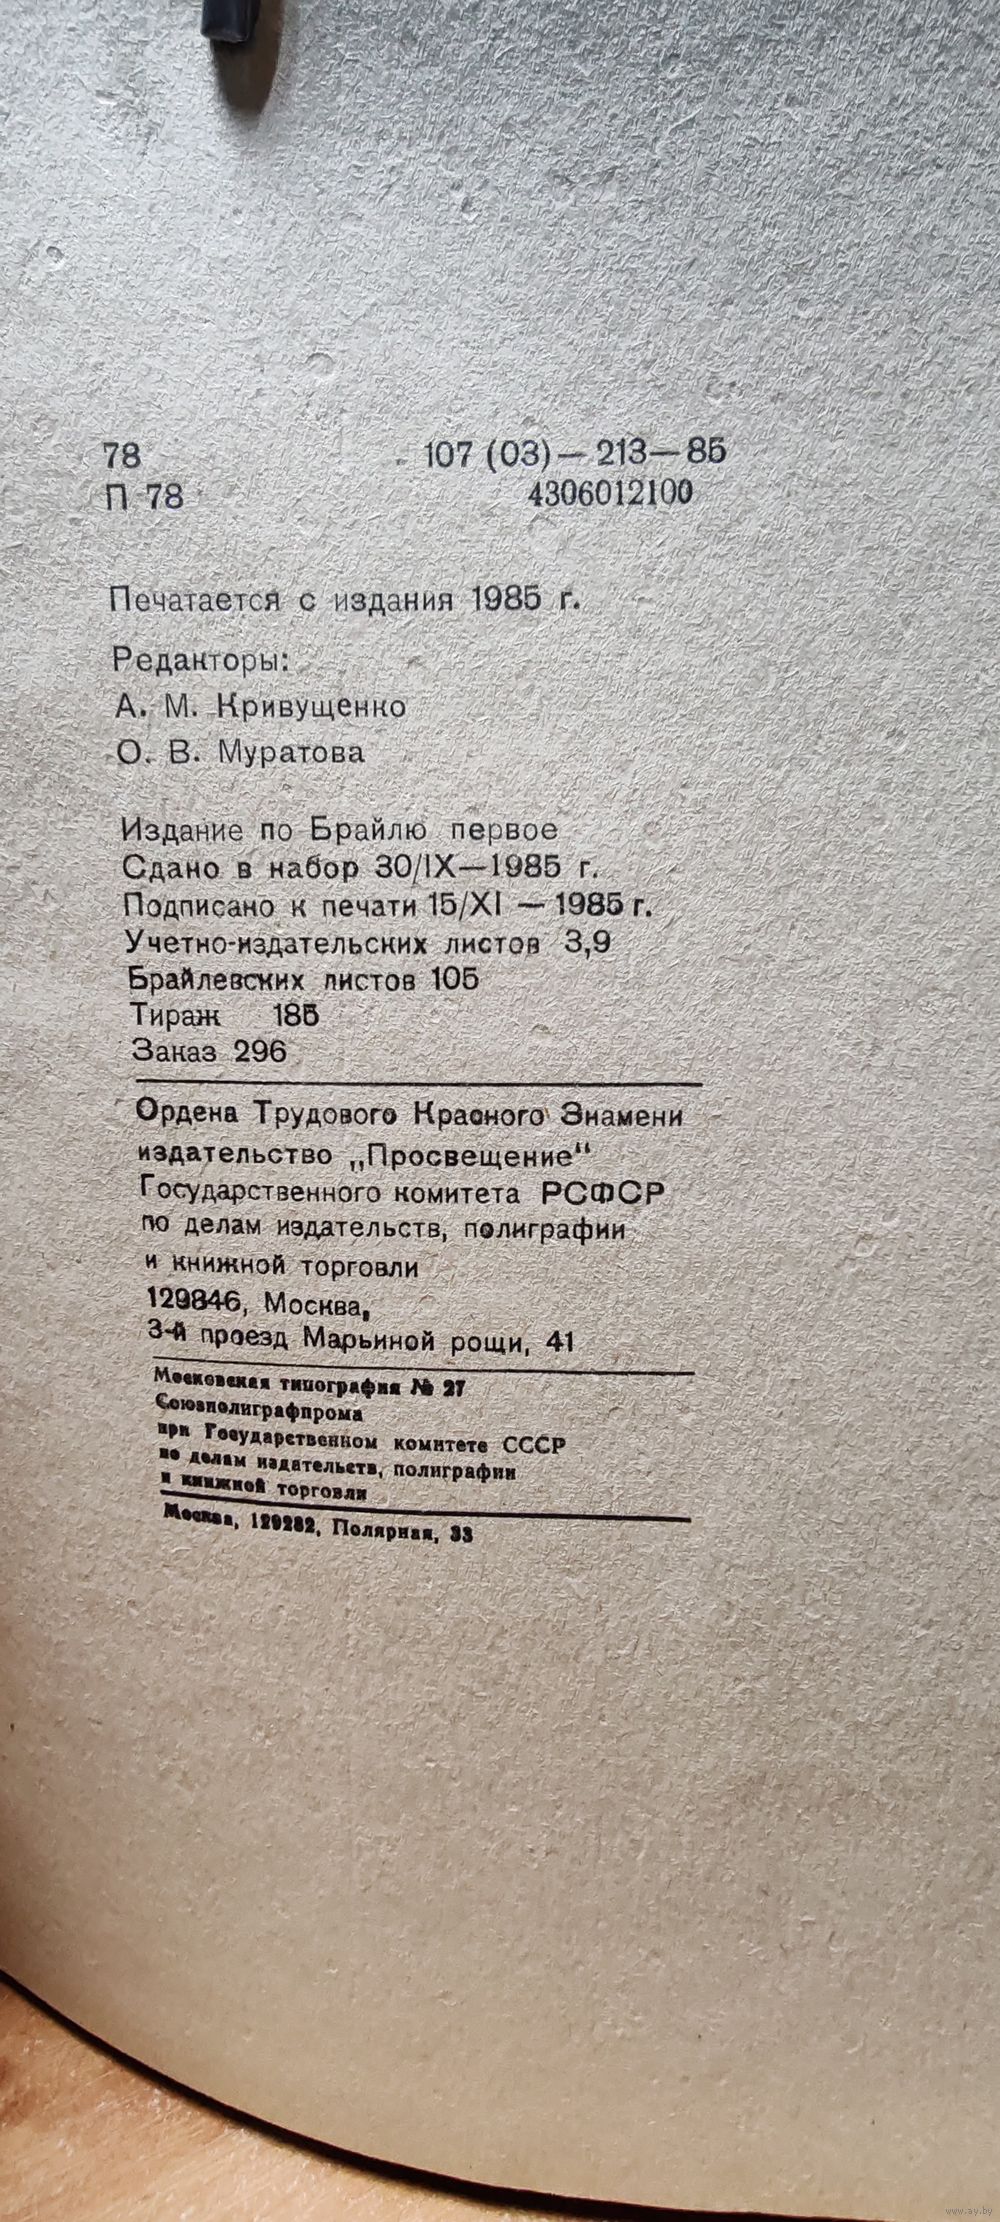 78 107 (03) — 213 — 85
П 78 4306012100
Печатается с издания 1985 г.
Редакторы:
А. М. Кривущенко
О. В. Муратова
Издание по Брайлю первое
Сдано в набор 30/IX—1985 г.
Подписано к печати 15/XI — 1985 г.
Учетно-издательских листов 3,9
Брайлевских листов 105
Тираж 185
Заказ 296
Ордена Трудового Красного Знамени
издательство „Просвещение“
Государственного комитета РСФСР
по делам издательств, полиграфии
и книжной торговли
129846, Москва,
3-й проезд Марьиной рощи, 41
Московская типография № 27
Союзполиграфпрома
при Государственном комитете СССР
по делам издательств, полиграфии
и книжной торговли
Москва, 129282, Полярная, 33
www.ay.by